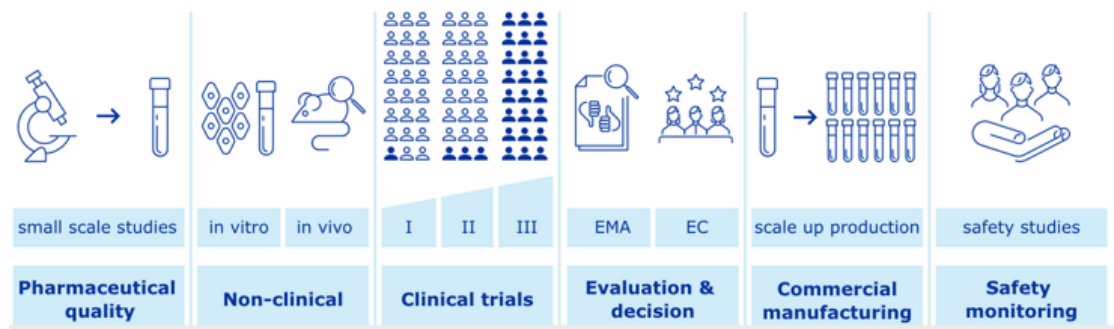 small scale studies
in vitro
in vivo
I
II
III
EMA
EC
scale up production
safety studies
Pharmaceutical
quality
Non-clinical
Clinical trials
Evaluation &
decision
Commercial
manufacturing
Safety
monitoring